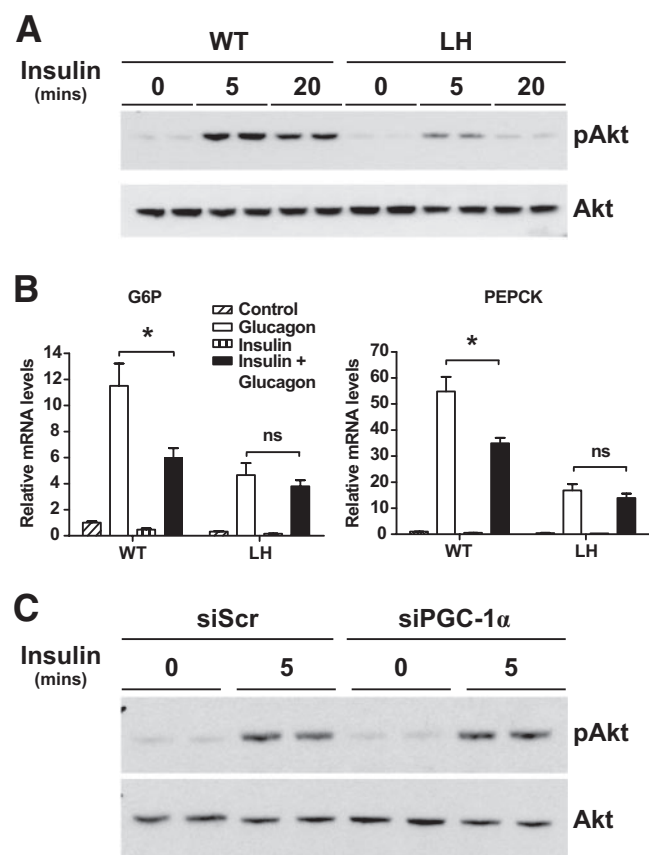 A
WT LH
Insulin
(mins)
0 5 20 0 5 20
pAkt
Akt
B
G6P
Control
Glucagon
Insulin
Insulin +
Glucagon
PEPCK
Relative mRNA levels
14
12
10
8
6
4
2
0
*
ns
WT LH
Relative mRNA levels
70
60
50
40
30
20
10
0
*
ns
WT LH
C
siScr siPGC-1α
Insulin
(mins)
0 5 0 5
pAkt
Akt